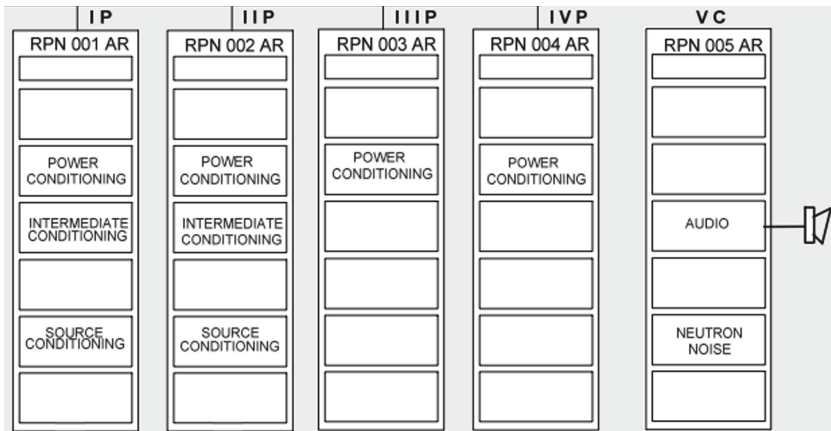 I P
I I P
I I I P
I V P
V C
RPN 001 AR
RPN 002 AR
RPN 003 AR
RPN 004 AR
RPN 005 AR
POWER
CONDITIONING
POWER
CONDITIONING
POWER
CONDITIONING
POWER
CONDITIONING
INTERMEDIATE
CONDITIONING
INTERMEDIATE
CONDITIONING
AUDIO
SOURCE
CONDITIONING
SOURCE
CONDITIONING
NEUTRON
NOISE